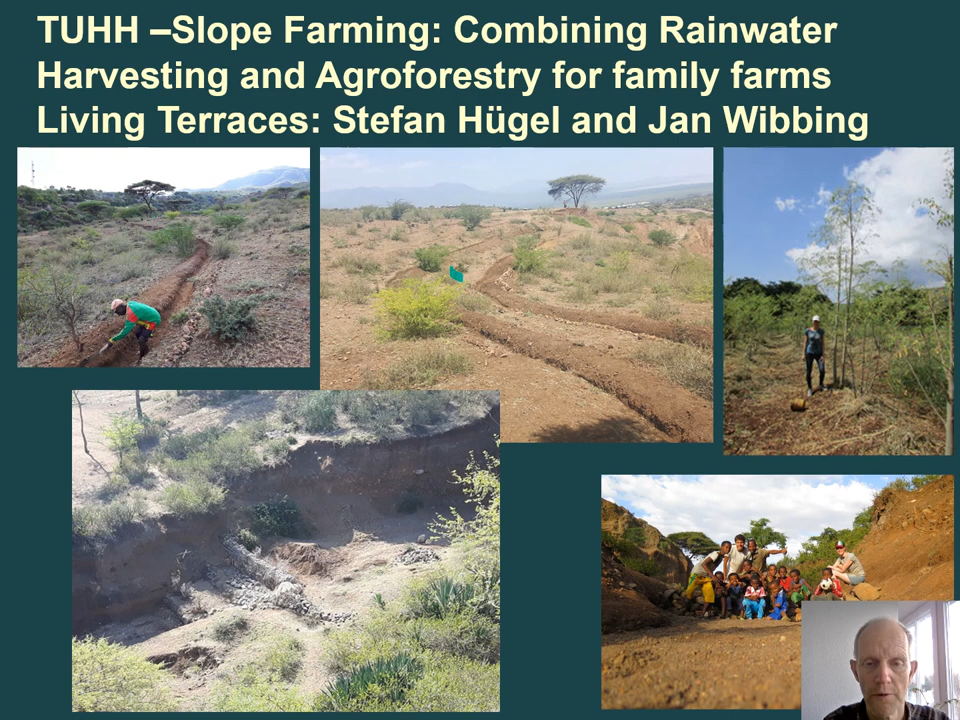 TUHH –Slope Farming: Combining Rainwater
Harvesting and Agroforestry for family farms
Living Terraces: Stefan Hügel and Jan Wibbing